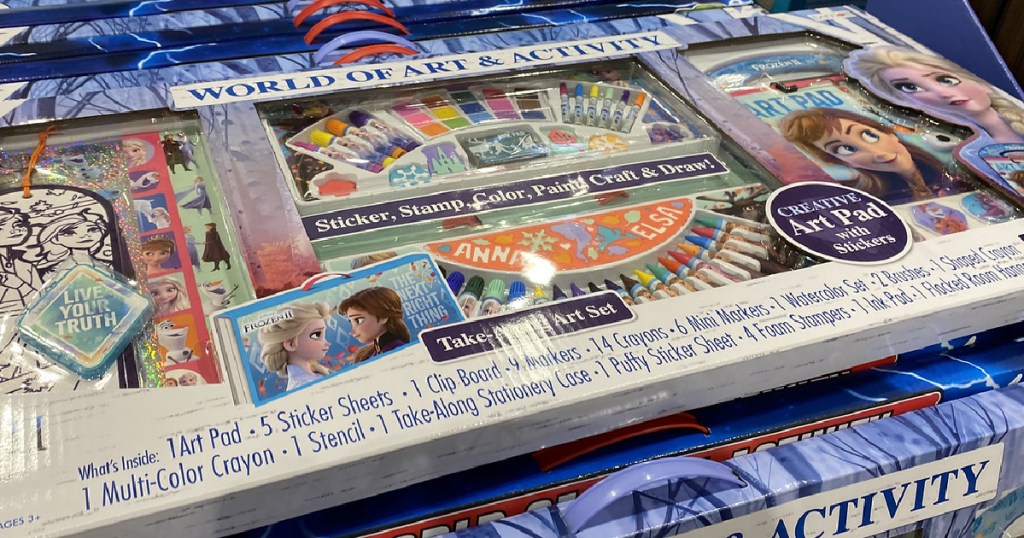 WORLD OF ART & ACTIVITY
FROZEN II
ART PAD
Sticker, Stamp, Color, Paint, Craft & Draw!
CREATIVE
Art Pad
with
Stickers
ANNA
ELSA
LIVE
YOUR
TRUTH
FROZEN II
THE NEXT
RIGHT
THING
Art Set
What's Inside: 1 Art Pad · 5 Sticker Sheets · 1 Clip Board · 9 Markers · 14 Crayons · 6 Mini Markers · 1 Watercolor Set · 2 Brushes · 1 Shaped Crayon
1 Multi-Color Crayon · 1 Stencil · 1 Take-Along Stationery Case · 1 Puffy Sticker Sheet · 4 Foam Stampers · 1 Ink Pad · 1 Flocked Room
AGES 3+
& ACTIVITY